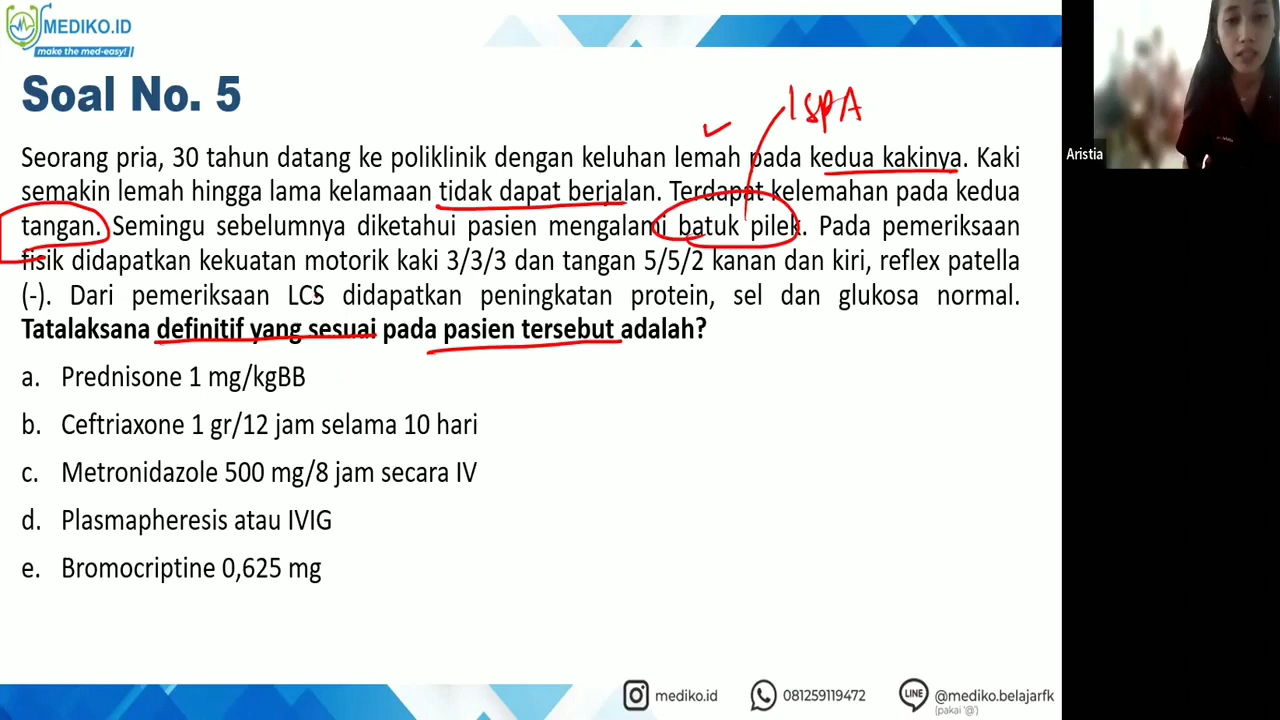 MEDIKO.ID
make the med-easy!
Soal No. 5
ISPA
Seorang pria, 30 tahun datang ke poliklinik dengan keluhan lemah pada kedua kakinya. Kaki
semakin lemah hingga lama kelamaan tidak dapat berjalan. Terdapat kelemahan pada kedua
tangan. Semingu sebelumnya diketahui pasien mengalami batuk pilek. Pada pemeriksaan
fisik didapatkan kekuatan motorik kaki 3/3/3 dan tangan 5/5/2 kanan dan kiri, reflex patella
(-). Dari pemeriksaan LCS didapatkan peningkatan protein, sel dan glukosa normal.
Tatalaksana definitif yang sesuai pada pasien tersebut adalah?
a. Prednisone 1 mg/kgBB
b. Ceftriaxone 1 gr/12 jam selama 10 hari
c. Metronidazole 500 mg/8 jam secara IV
d. Plasmapheresis atau IVIG
e. Bromocriptine 0,625 mg
Aristia
mediko.id
081259119472
LINE
@mediko.belajarfk
(pakai '@')